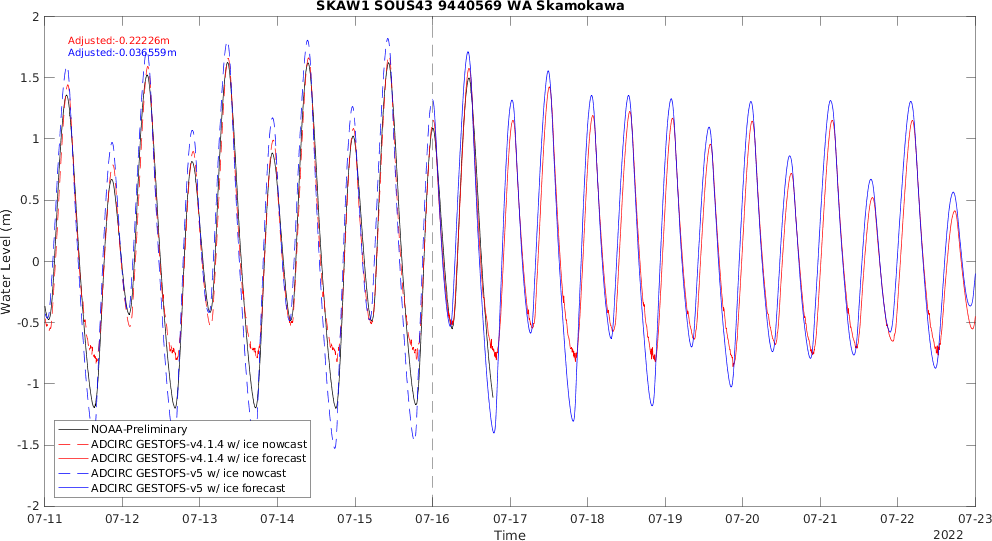 SKAW1 SOUS43 9440569 WA Skamokawa
Adjusted:-0.22226m
Adjusted:-0.036559m
2
1.5
1
0.5
0
-0.5
-1
-1.5
-2
Water Level (m)
NOAA-Preliminary
ADCIRC GESTOFS-v4.1.4 w/ ice nowcast
ADCIRC GESTOFS-v4.1.4 w/ ice forecast
ADCIRC GESTOFS-v5 w/ ice nowcast
ADCIRC GESTOFS-v5 w/ ice forecast
07-11 07-12 07-13 07-14 07-15 07-16 07-17 07-18 07-19 07-20 07-21 07-22 07-23
Time
2022